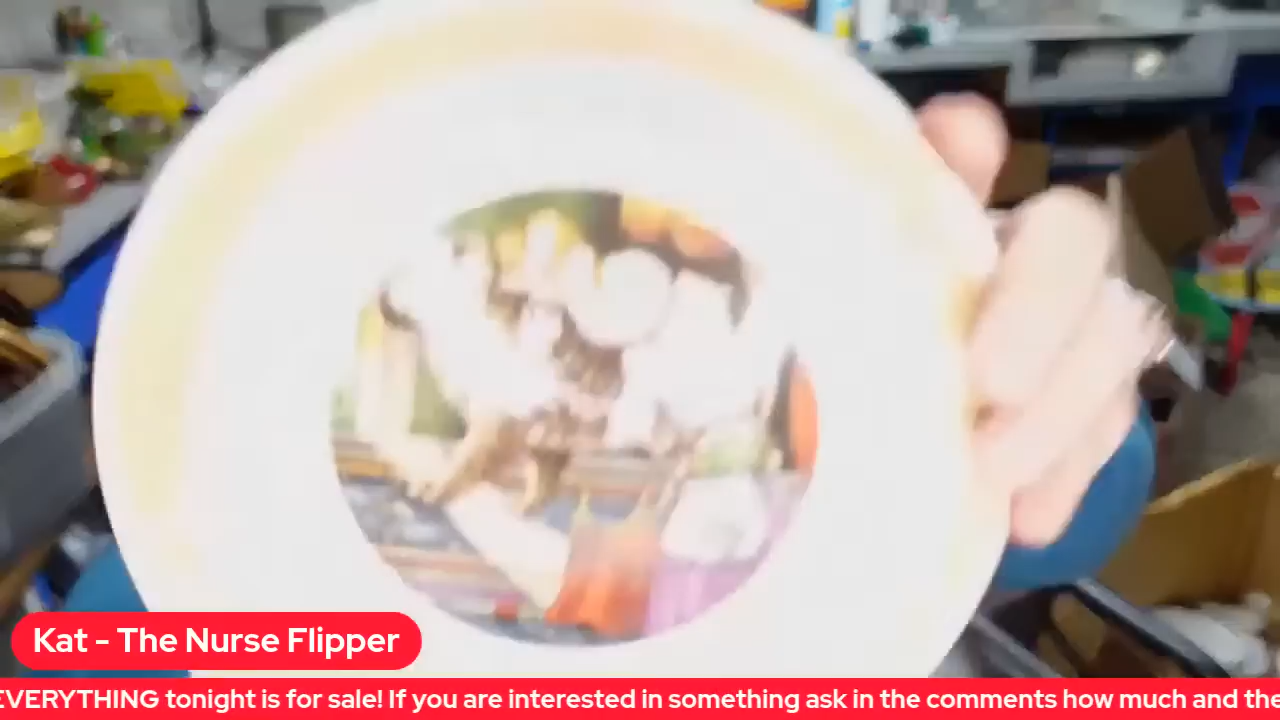 Kat - The Nurse Flipper
EVERYTHING tonight is for sale! If you are interested in something ask in the comments how much and the